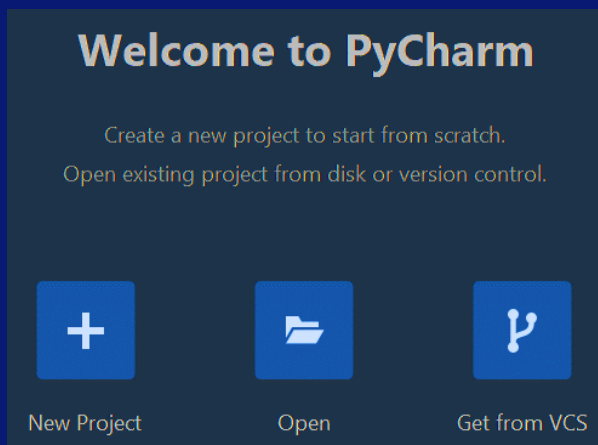 Welcome to PyCharm
Create a new project to start from scratch.
Open existing project from disk or version control.
New Project
Open
Get from VCS